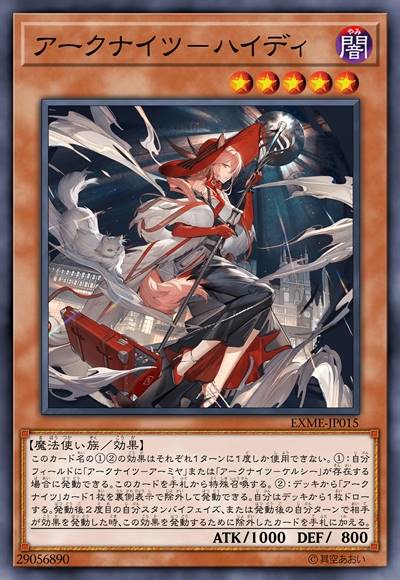 アークナイツーハイディ
闇
やみ
EXME-JP015
【魔法使い族／効果】
このカード名の①②の効果はそれぞれ1ターンに1度しか使用できない。①：自分
フィールドに「アークナイツーアーミヤ」または「アークナイツーケルシー」が存在する
場合に発動できる。このカードを手札から特殊召喚する。②：デッキから「アーク
ナイツ」カード1枚を裏側表示で除外して発動できる。自分はデッキから1枚ドロー
する。発動後2度目の自分スタンバイフェイズ、または発動後の自分ターンで相手
が効果を発動した時、この効果を発動するために除外したカードを手札に加える。
ATK/1000 DEF/ 800
29056890
©景空あおい